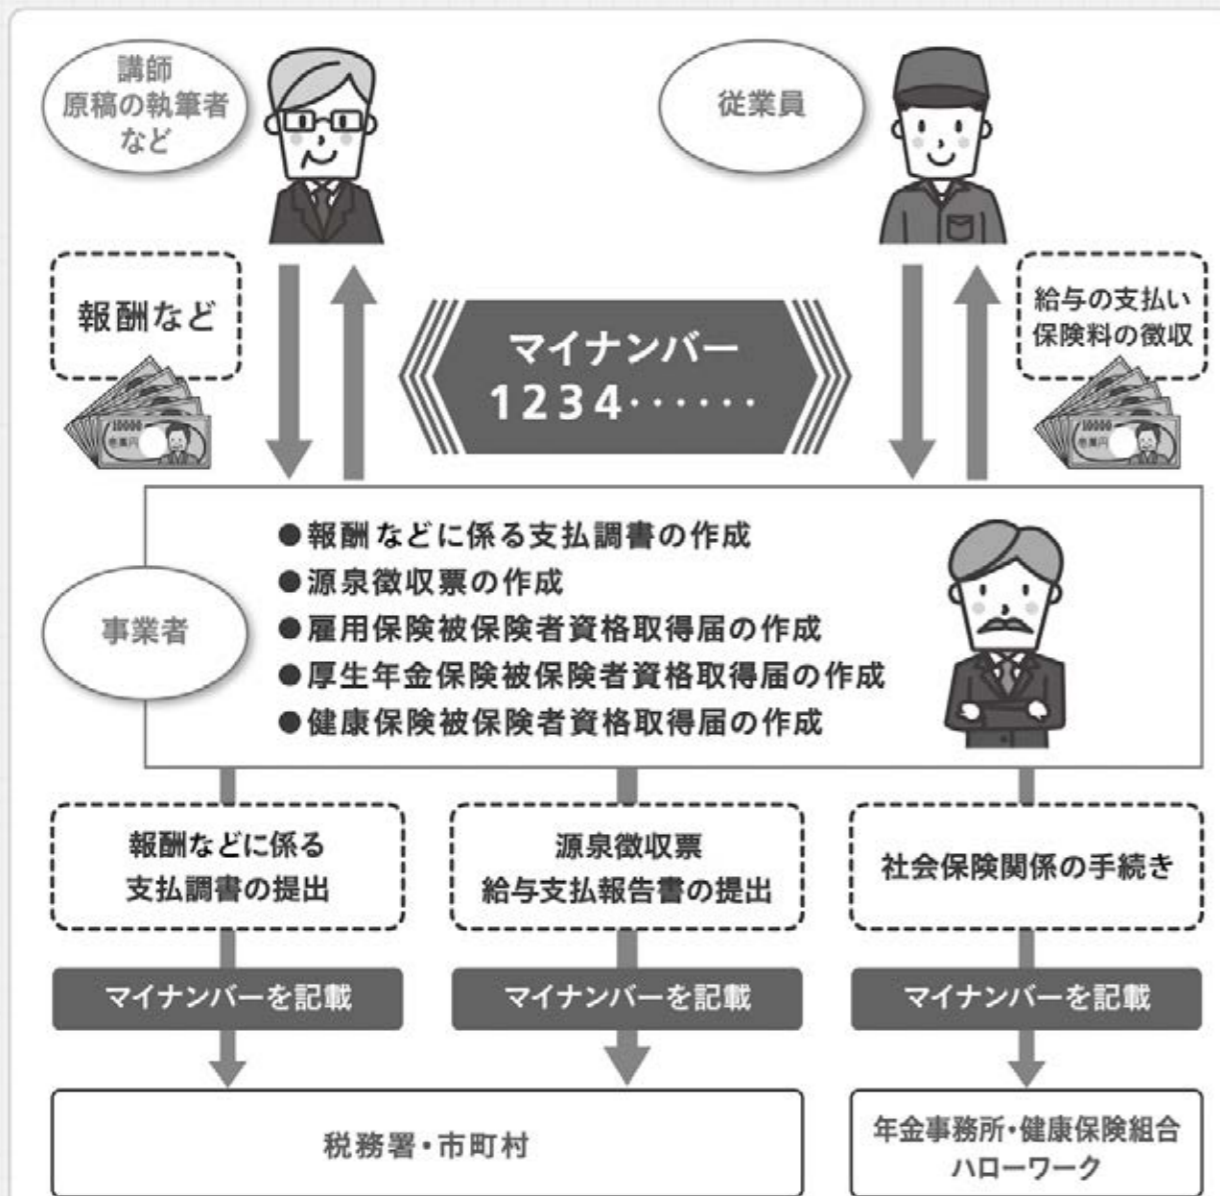 講師
原稿の執筆者
など
従業員
報酬など
10000
壱萬円
マイナンバー
1234······
給与の支払い
保険料の徴収
10000
壱萬円
事業者
●報酬などに係る支払調書の作成
●源泉徴収票の作成
●雇用保険被保険者資格取得届の作成
●厚生年金保険被保険者資格取得届の作成
●健康保険被保険者資格取得届の作成
報酬などに係る
支払調書の提出
源泉徴収票
給与支払報告書の提出
社会保険関係の手続き
マイナンバーを記載
マイナンバーを記載
マイナンバーを記載
税務署・市町村
年金事務所・健康保険組合
ハローワーク